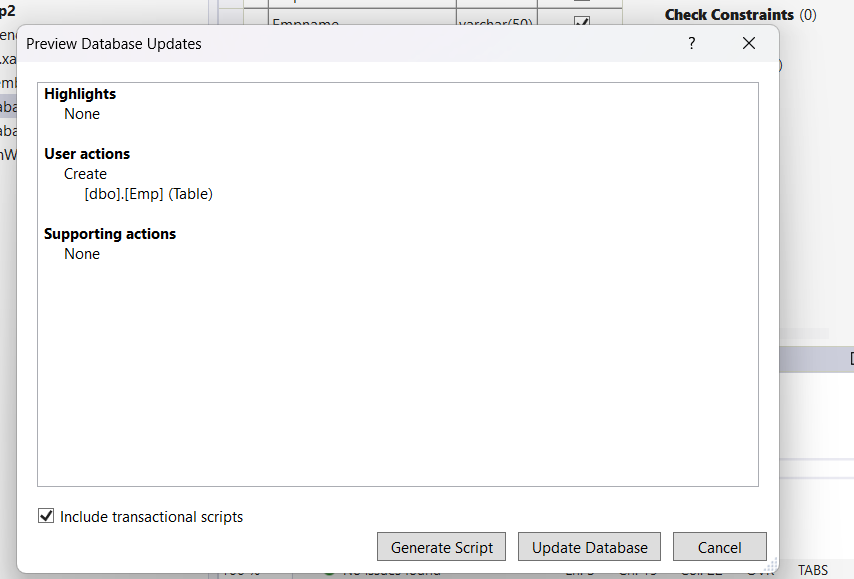 p2
Empname varchar(50)
Check Constraints (0)
Preview Database Updates
?
Highlights
None
User actions
Create
[dbo].[Emp] (Table)
Supporting actions
None
Include transactional scripts
Generate Script
Update Database
Cancel
TABS